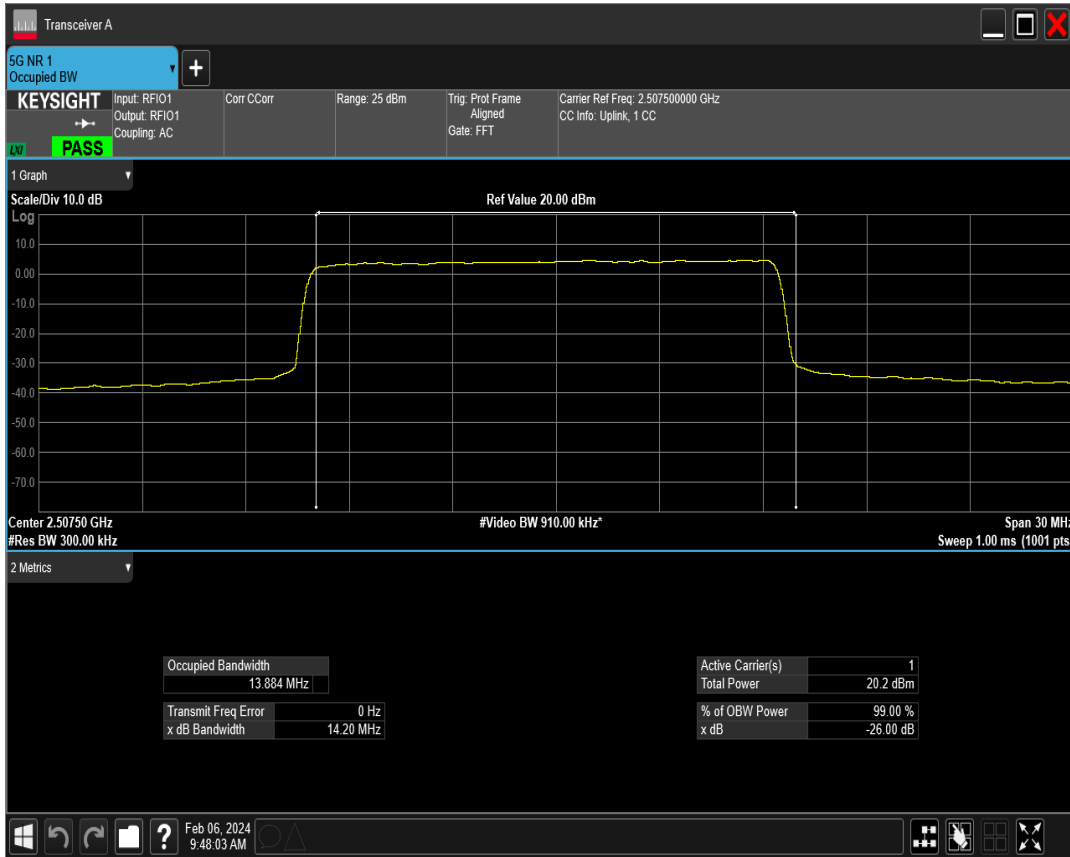 Transceiver A
5G NR 1
Occupied BW
KEYSIGHT
LXI
PASS
Input: RFIO1
Output: RFIO1
Coupling: AC
Corr CCorr
Range: 25 dBm
Trig: Prot Frame
Aligned
Gate: FFT
Carrier Ref Freq: 2.507500000 GHz
CC Info: Uplink, 1 CC
1 Graph
Scale/Div 10.0 dB
Ref Value 20.00 dBm
Log
10.0
0.00
-10.0
-20.0
-30.0
-40.0
-50.0
-60.0
-70.0
Center 2.50750 GHz
#Video BW 910.00 kHz*
Span 30 MHz
#Res BW 300.00 kHz
Sweep 1.00 ms (1001 pts
2 Metrics
Occupied Bandwidth
13.884 MHz
Transmit Freq Error 0 Hz
x dB Bandwidth 14.20 MHz
Active Carrier(s) 1
Total Power 20.2 dBm
% of OBW Power 99.00 %
x dB -26.00 dB
?
Feb 06, 2024
9:48:03 AM